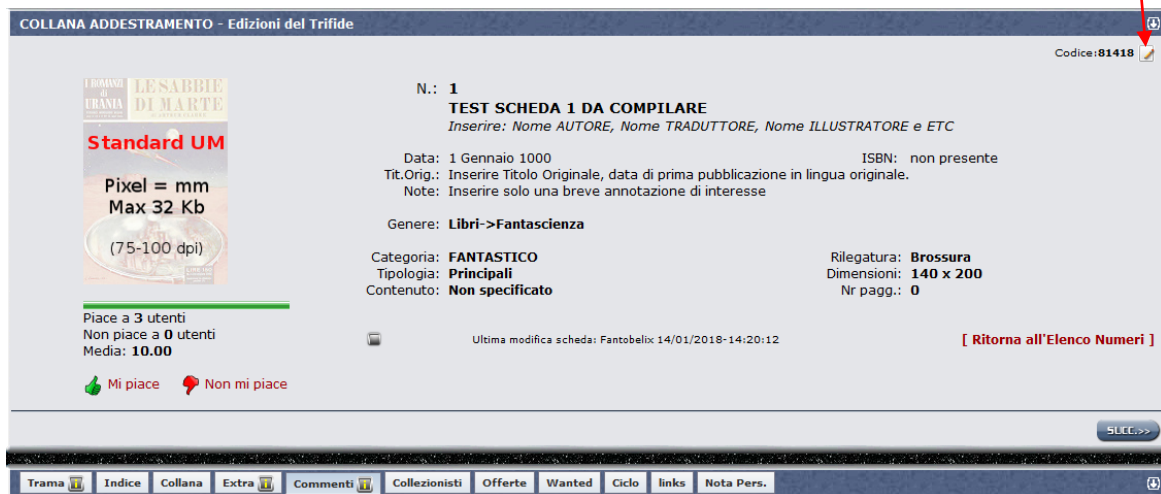 COLLANA ADDESTRAMENTO - Edizioni del Trifide
Codice:81418
I ROMANZI di URANIA
LE SABBIE DI MARTE
Standard UM
Pixel = mm
Max 32 Kb
(75-100 dpi)
N.: 1
TEST SCHEDA 1 DA COMPILARE
Inserire: Nome AUTORE, Nome TRADUTTORE, Nome ILLUSTRATORE e ETC
Data: 1 Gennaio 1000 ISBN: non presente
Tit.Orig.: Inserire Titolo Originale, data di prima pubblicazione in lingua originale.
Note: Inserire solo una breve annotazione di interesse
Genere: Libri->Fantascienza
Categoria: FANTASTICO Rilegatura: Brossura
Tipologia: Principali Dimensioni: 140 x 200
Contenuto: Non specificato Nr pagg.: 0
Piace a 3 utenti
Non piace a 0 utenti
Media: 10.00
Mi piace Non mi piace
Ultima modifica scheda: Fantobelix 14/01/2018-14:20:12
[ Ritorna all'Elenco Numeri ]
SUCC.>>
Trama Indice Collana Extra Commenti Collezionisti Offerte Wanted Ciclo links Nota Pers.